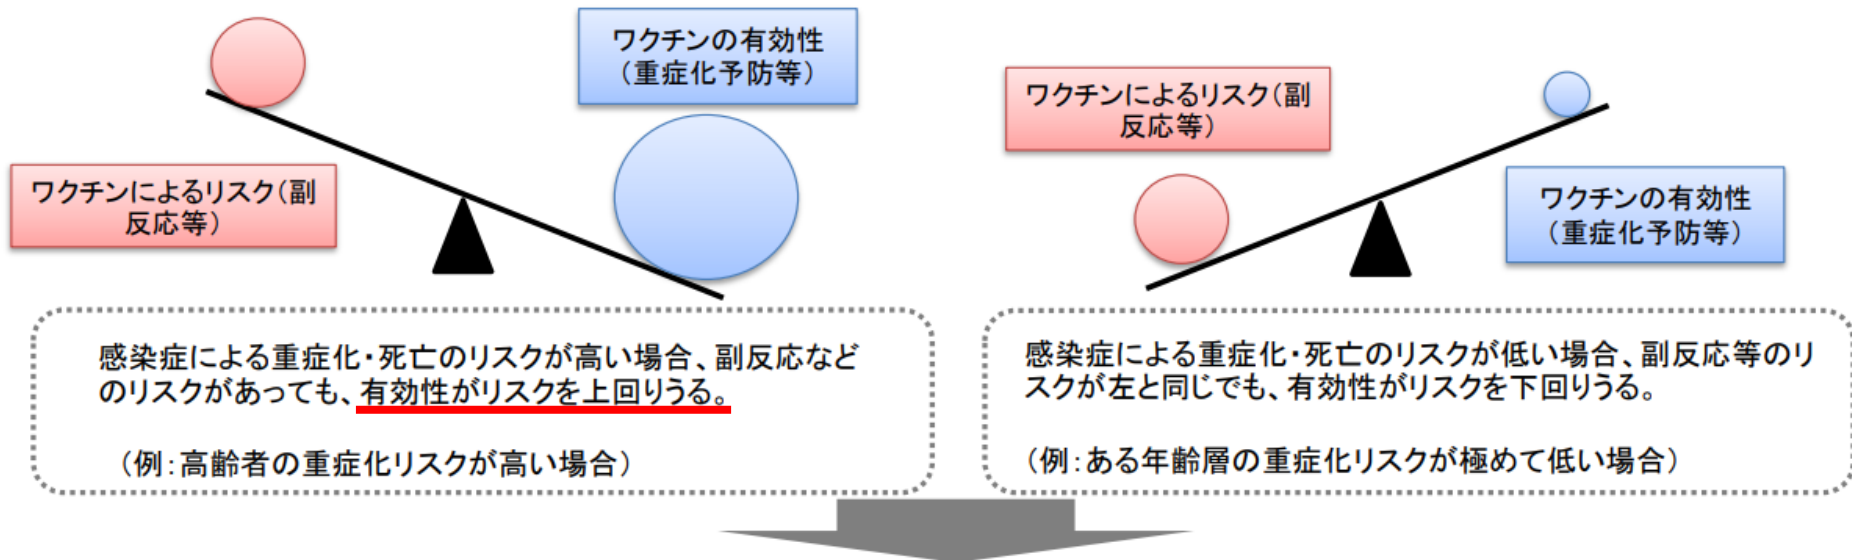 ワクチンの有効性
（重症化予防等）
ワクチンによるリスク（副
反応等）
感染症による重症化・死亡のリスクが高い場合、副反応など
のリスクがあっても、有効性がリスクを上回りうる。
（例：高齢者の重症化リスクが高い場合）
ワクチンによるリスク（副
反応等）
ワクチンの有効性
（重症化予防等）
感染症による重症化・死亡のリスクが低い場合、副反応等のリ
スクが左と同じでも、有効性がリスクを下回りうる。
（例：ある年齢層の重症化リスクが極めて低い場合）